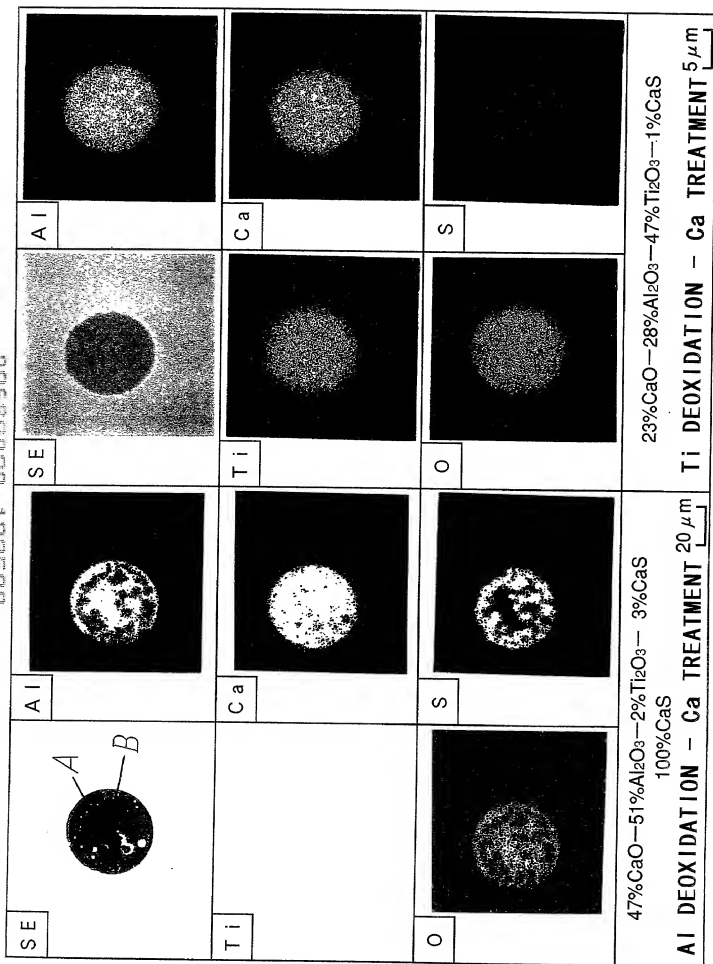 SE
A
B
Al
SE
Al
Ti
Ca
Ti
Ca
O
S
O
S
47%CaO—51%Al2O3—2%Ti2O3— 3%CaS
100%CaS
Al DEOXIDATION - Ca TREATMENT 20μm
23%CaO—28%Al2O3—47%Ti2O3—1%CaS
Ti DEOXIDATION - Ca TREATMENT 5μm